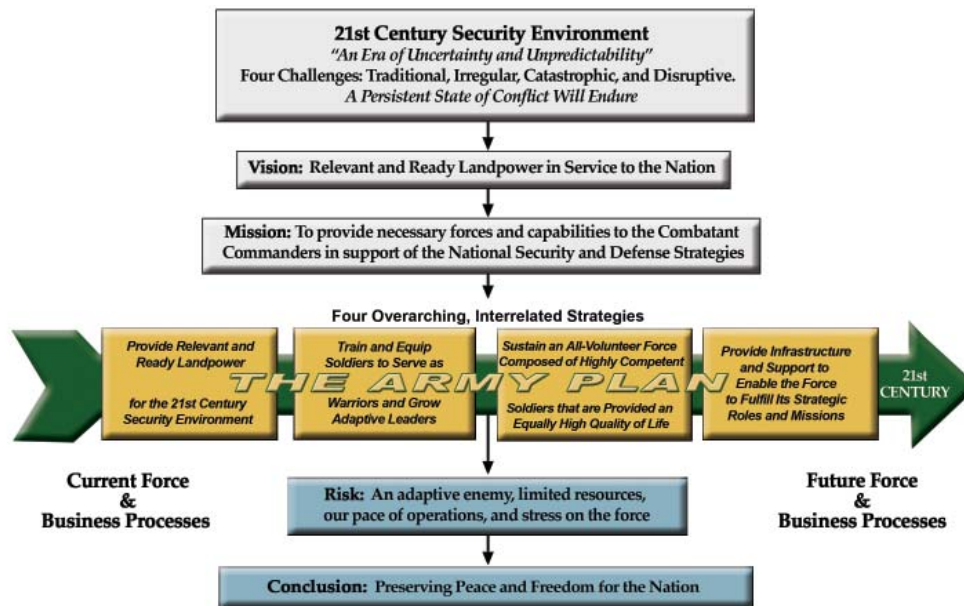 21st Century Security Environment
“An Era of Uncertainty and Unpredictability”
Four Challenges: Traditional, Irregular, Catastrophic, and Disruptive.
A Persistent State of Conflict Will Endure
Vision: Relevant and Ready Landpower in Service to the Nation
Mission: To provide necessary forces and capabilities to the Combatant
Commanders in support of the National Security and Defense Strategies
Four Overarching, Interrelated Strategies
Provide Relevant and
Ready Landpower
for the 21st Century
Security Environment
Train and Equip
Soldiers to Serve as
Warriors and Grow
Adaptive Leaders
Sustain an All-Volunteer Force
Composed of Highly Competent
Soldiers that are Provided an
Equally High Quality of Life
Provide Infrastructure
and Support to
Enable the Force
to Fulfill Its Strategic
Roles and Missions
THE ARMY PLAN
21st
CENTURY
Current Force
&
Business Processes
Future Force
&
Business Processes
Risk: An adaptive enemy, limited resources,
our pace of operations, and stress on the force
Conclusion: Preserving Peace and Freedom for the Nation